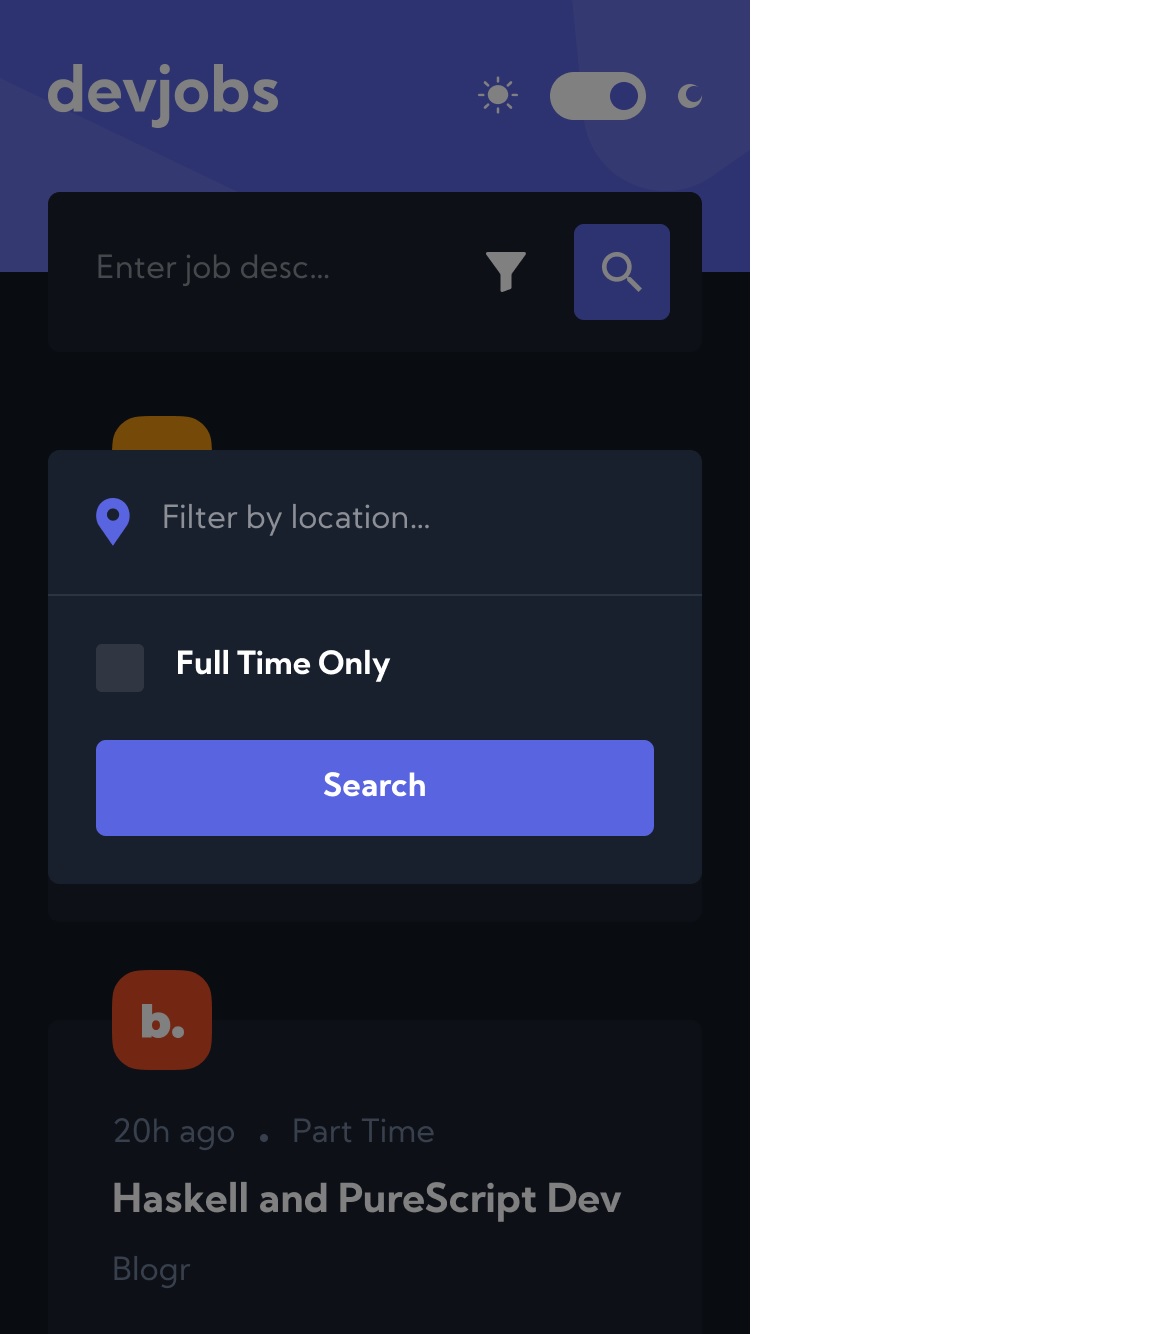 devjobs
Enter job desc...
Filter by location...
Full Time Only
Search
b.
20h ago . Part Time
Haskell and PureScript Dev
Blogr